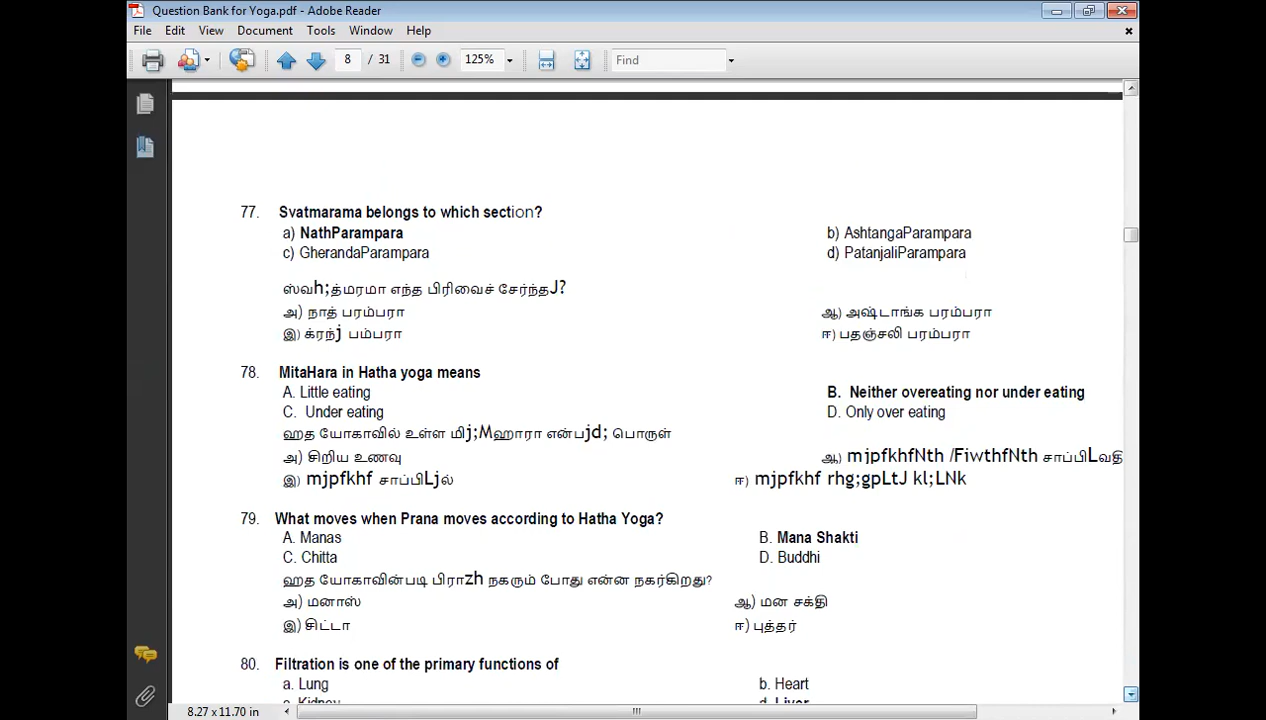 Question Bank for Yoga.pdf - Adobe Reader
File Edit View Document Tools Window Help
8 / 31 125% Find
77. Svatmarama belongs to which section?
a) NathParampara b) AshtangaParampara
c) GherandaParampara d) PatanjaliParampara
ஸ்வh;த்மரமா எந்த பிரிவைச் சேர்ந்தJ?
அ) நாத் பரம்பரா ஆ) அஷ்டாங்க பரம்பரா
இ) க்ரந்j பம்பரா ஈ) பதஞ்சலி பரம்பரா
78. MitaHara in Hatha yoga means
A. Little eating B. Neither overeating nor under eating
C. Under eating D. Only over eating
ஹத யோகாவில் உள்ள மிj;Mஹாரா என்பjd; பொருள்
அ) சிறிய உணவு ஆ) mjpfkhfNth /FiwthfNth சாப்பிLவதி
இ) mjpfkhf சாப்பிLjல் ஈ) mjpfkhf rhg;gpLtJ kl;LNk
79. What moves when Prana moves according to Hatha Yoga?
A. Manas B. Mana Shakti
C. Chitta D. Buddhi
ஹத யோகாவின்படி பிராzh நகரும் போது என்ன நகர்கிறது?
அ) மனாஸ் ஆ) மன சக்தி
இ) சிட்டா ஈ) புத்தர்
80. Filtration is one of the primary functions of
a. Lung b. Heart
c. Kidney d. Liver
8.27 x 11.70 in